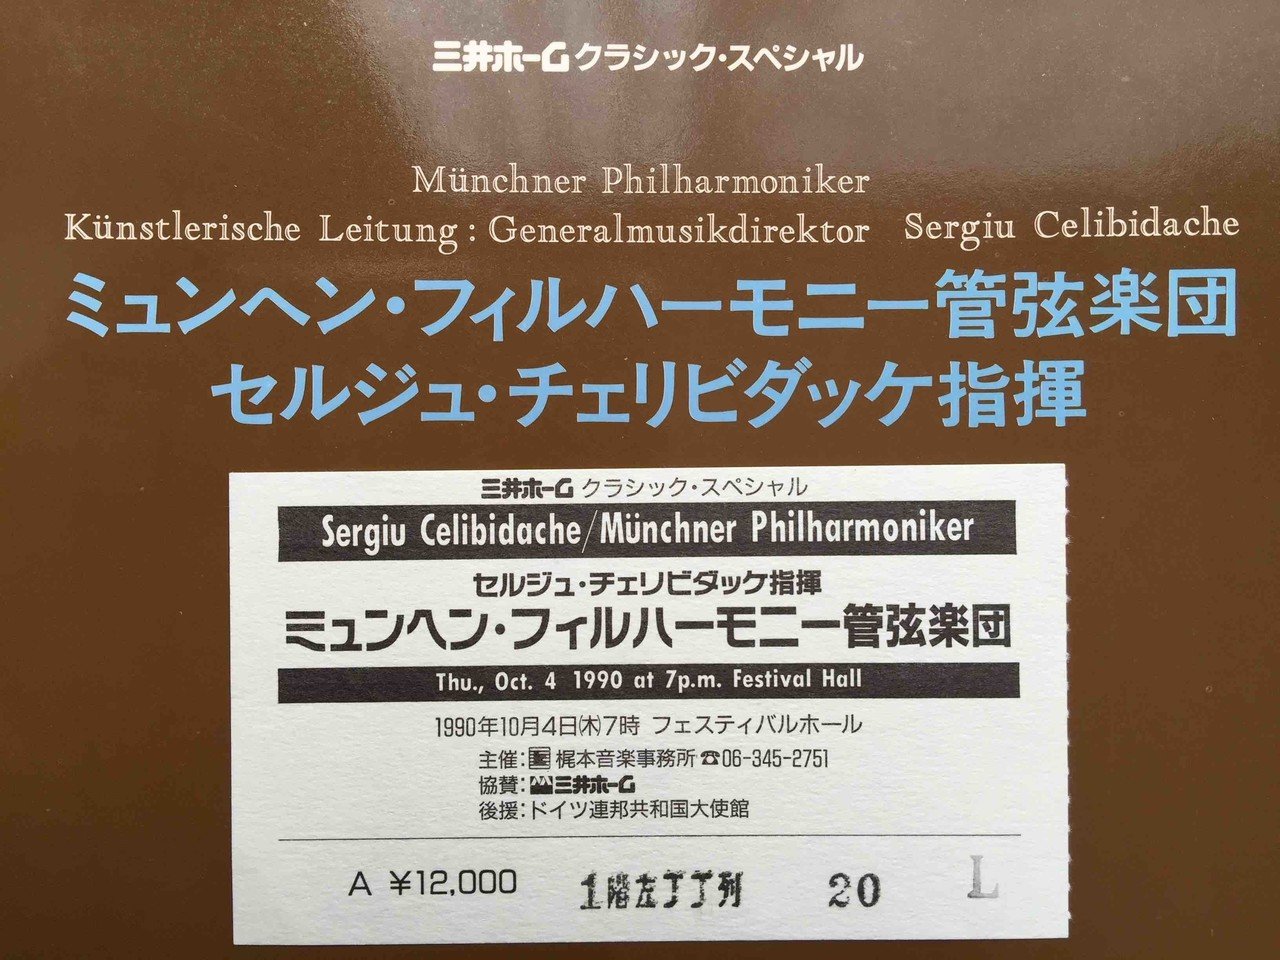 三井ホーム クラシック・スペシャル
Münchner Philharmoniker
Künstlerische Leitung : Generalmusikdirektor Sergiu Celibidache
ミュンヘン・フィルハーモニー管弦楽団
セルジュ・チェリビダッケ指揮
三井ホーム クラシック・スペシャル
Sergiu Celibidache/Münchner Philharmoniker
セルジュ・チェリビダッケ指揮
ミュンヘン・フィルハーモニー管弦楽団
Thu., Oct. 4 1990 at 7p.m. Festival Hall
1990年10月4日㈭7時 フェスティバルホール
主催: 梶本音楽事務所 ☎06-345-2751
協賛: 三井ホーム
後援:ドイツ連邦共和国大使館
A ¥12,000 1階左丁丁列 20 L